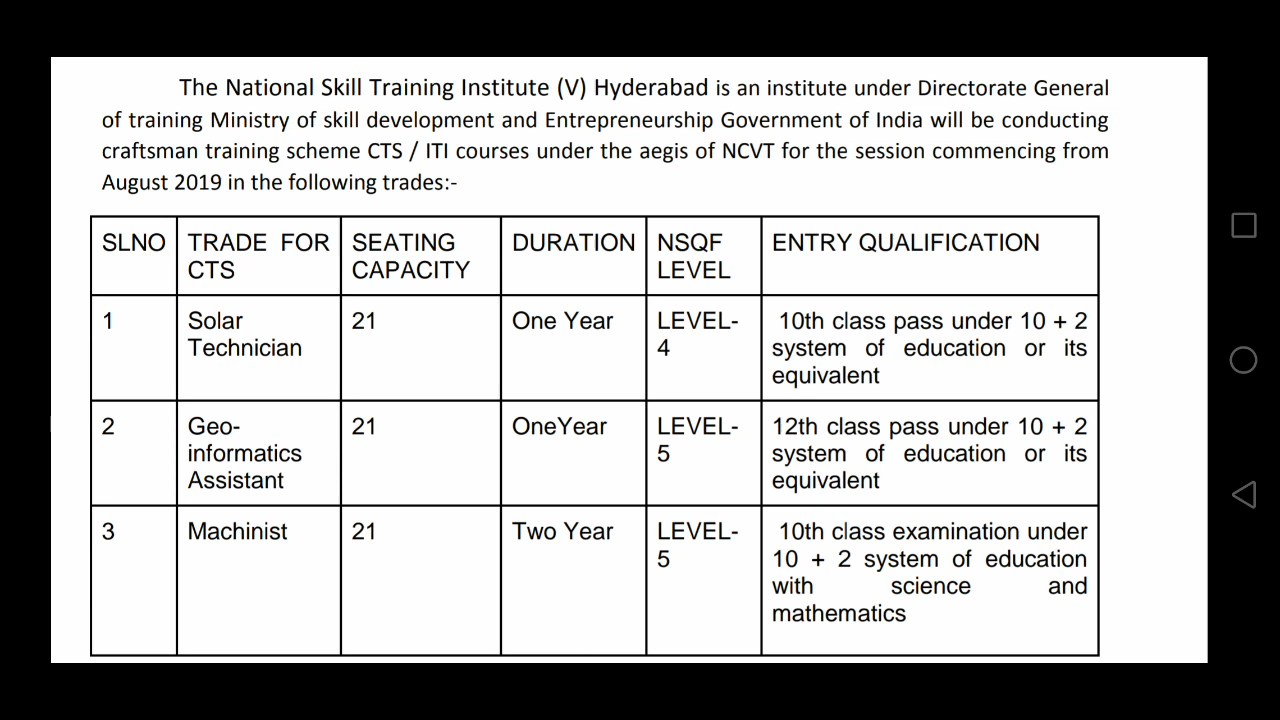 The National Skill Training Institute (V) Hyderabad is an institute under Directorate General
of training Ministry of skill development and Entrepreneurship Government of India will be conducting
craftsman training scheme CTS / ITI courses under the aegis of NCVT for the session commencing from
August 2019 in the following trades:-
SLNO TRADE FOR CTS SEATING CAPACITY DURATION NSQF LEVEL ENTRY QUALIFICATION
1 Solar Technician 21 One Year LEVEL-4 10th class pass under 10 + 2
system of education or its
equivalent
2 Geo-informatics Assistant 21 OneYear LEVEL-5 12th class pass under 10 + 2
system of education or its
equivalent
3 Machinist 21 Two Year LEVEL-5 10th class examination under
10 + 2 system of education
with science and
mathematics